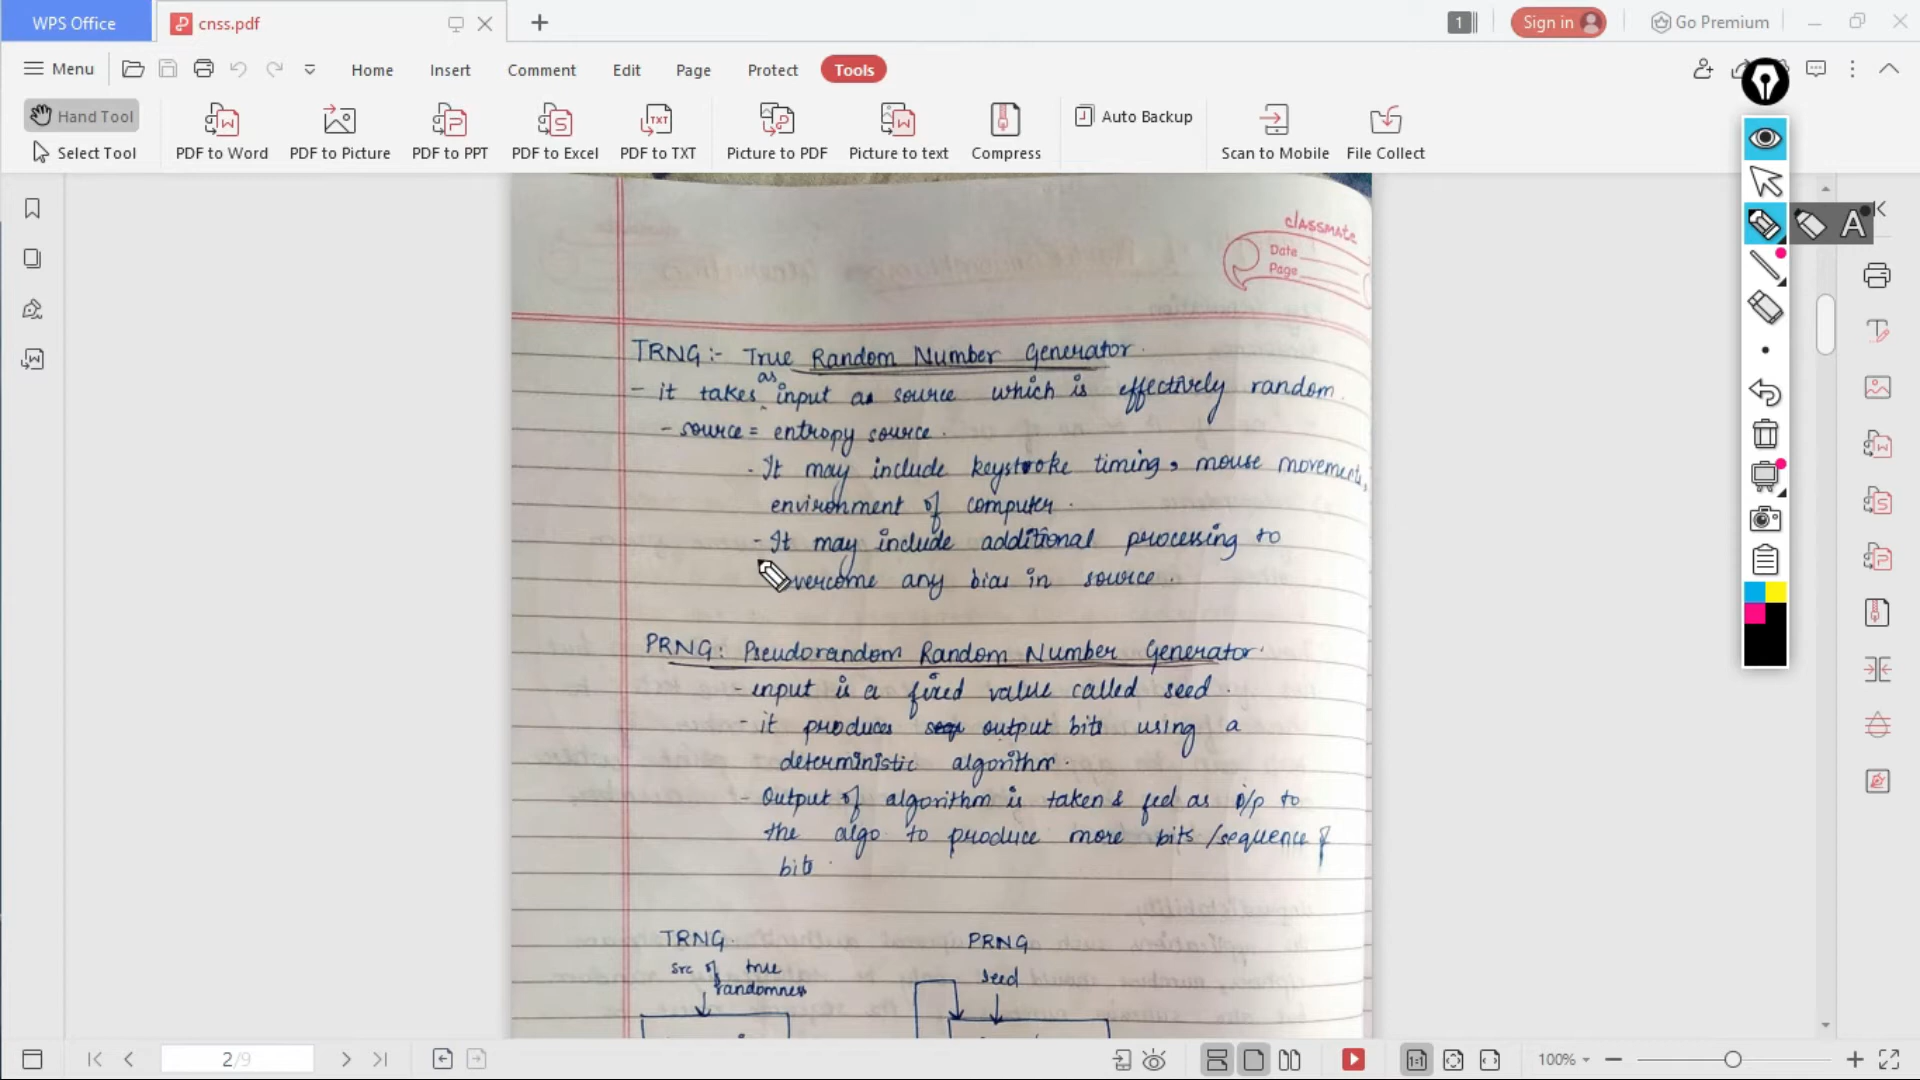 WPS Office
cnss.pdf
1
Sign in
Go Premium
Menu
Home
Insert
Comment
Edit
Page
Protect
Tools
Hand Tool
Select Tool
PDF to Word
PDF to Picture
PDF to PPT
PDF to Excel
PDF to TXT
Picture to PDF
Picture to text
Compress
Auto Backup
Scan to Mobile
File Collect
classmate
Date
Page
TRNG:- True Random Number Generator.
as
- it takes input as source which is effectively random.
- source = entropy source.
- It may include keystroke timing, mouse movement,
environment of computer.
- It may include additional processing to
vercome any bias in source.
PRNG: Pseudorandom Random Number Generator.
- input is a fixed value called seed.
- it produces output bits using a
deterministic algorithm.
- Output of algorithm is taken & feed as i/p to
the algo to produce more bits /sequence of
bits.
TRNG
PRNG
src of true
randomness
seed
2/9
100%